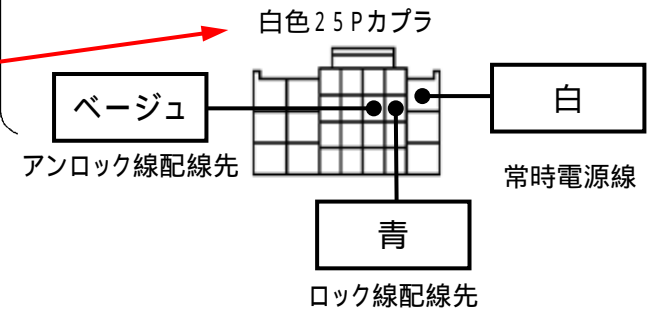 白色25Pカプラ
ベージュ
アンロック線配線先
白
常時電源線
青
ロック線配線先